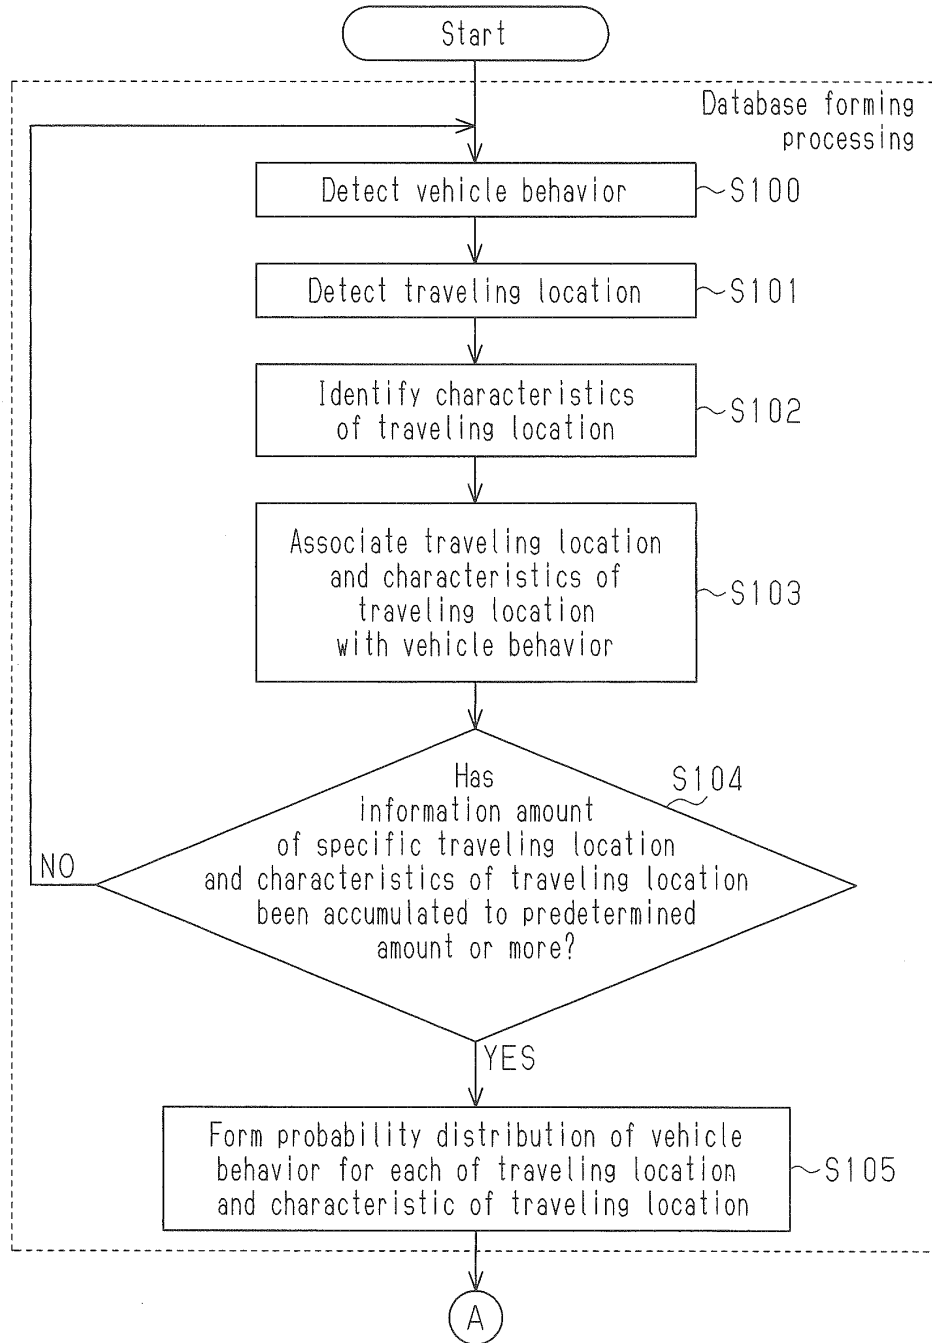 Start
Database forming
processing
Detect vehicle behavior
S100
Detect traveling location
S101
Identify characteristics
of traveling location
S102
Associate traveling location
and characteristics of
traveling location
with vehicle behavior
S103
Has
information amount
of specific traveling location
and characteristics of traveling location
been accumulated to predetermined
amount or more?
S104
NO
YES
Form probability distribution of vehicle
behavior for each of traveling location
and characteristic of traveling location
S105
A